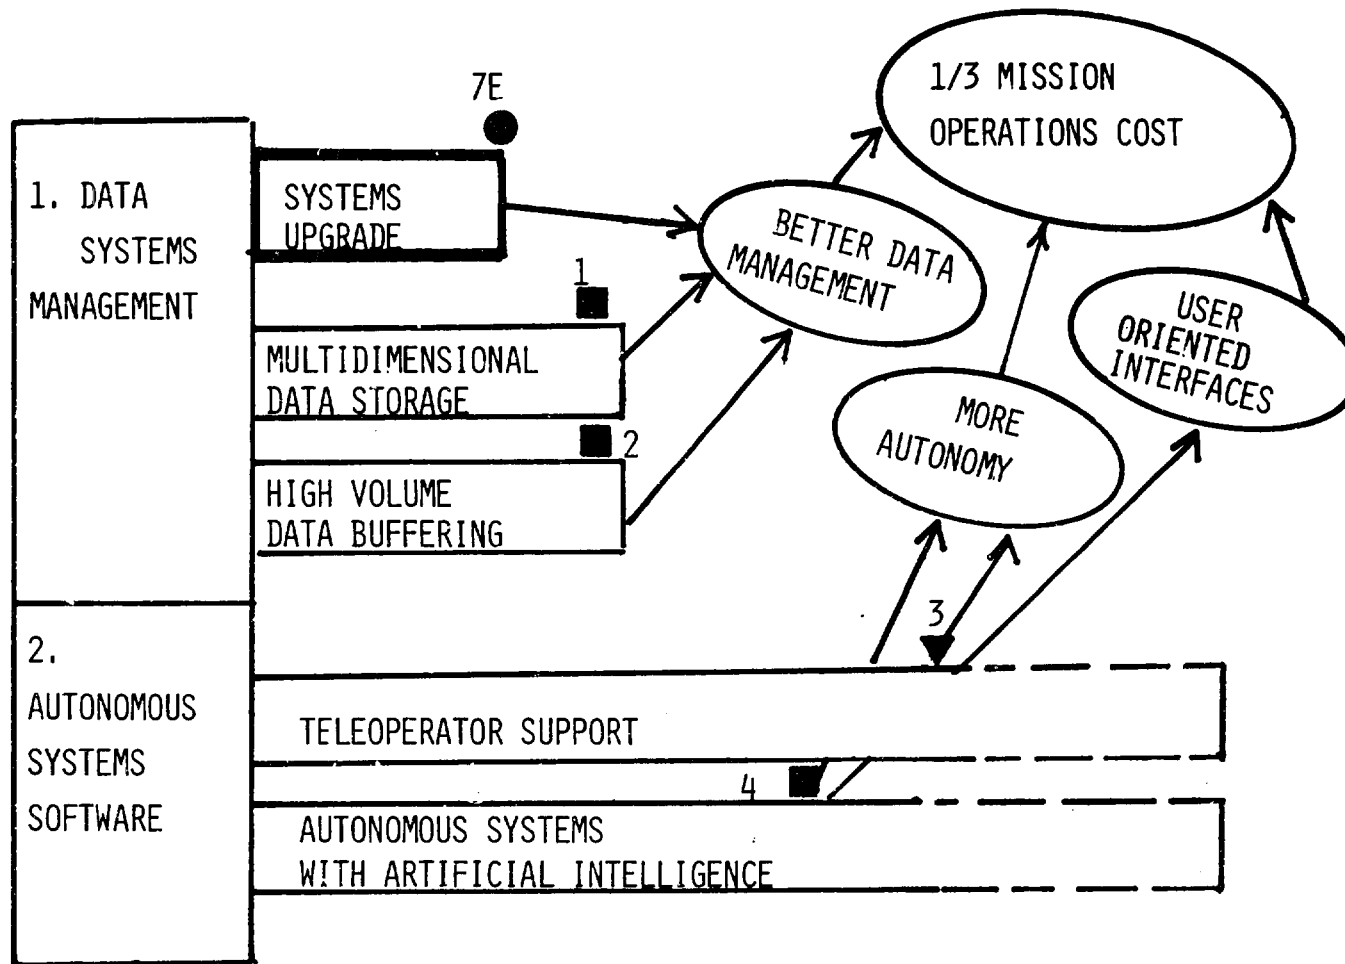 7E
1. DATA
SYSTEMS
MANAGEMENT
SYSTEMS
UPGRADE
1
MULTIDIMENSIONAL
DATA STORAGE
2
HIGH VOLUME
DATA BUFFERING
1/3 MISSION
OPERATIONS COST
BETTER DATA
MANAGEMENT
USER
ORIENTED
INTERFACES
MORE
AUTONOMY
2.
AUTONOMOUS
SYSTEMS
SOFTWARE
3
TELEOPERATOR SUPPORT
4
AUTONOMOUS SYSTEMS
WITH ARTIFICIAL INTELLIGENCE